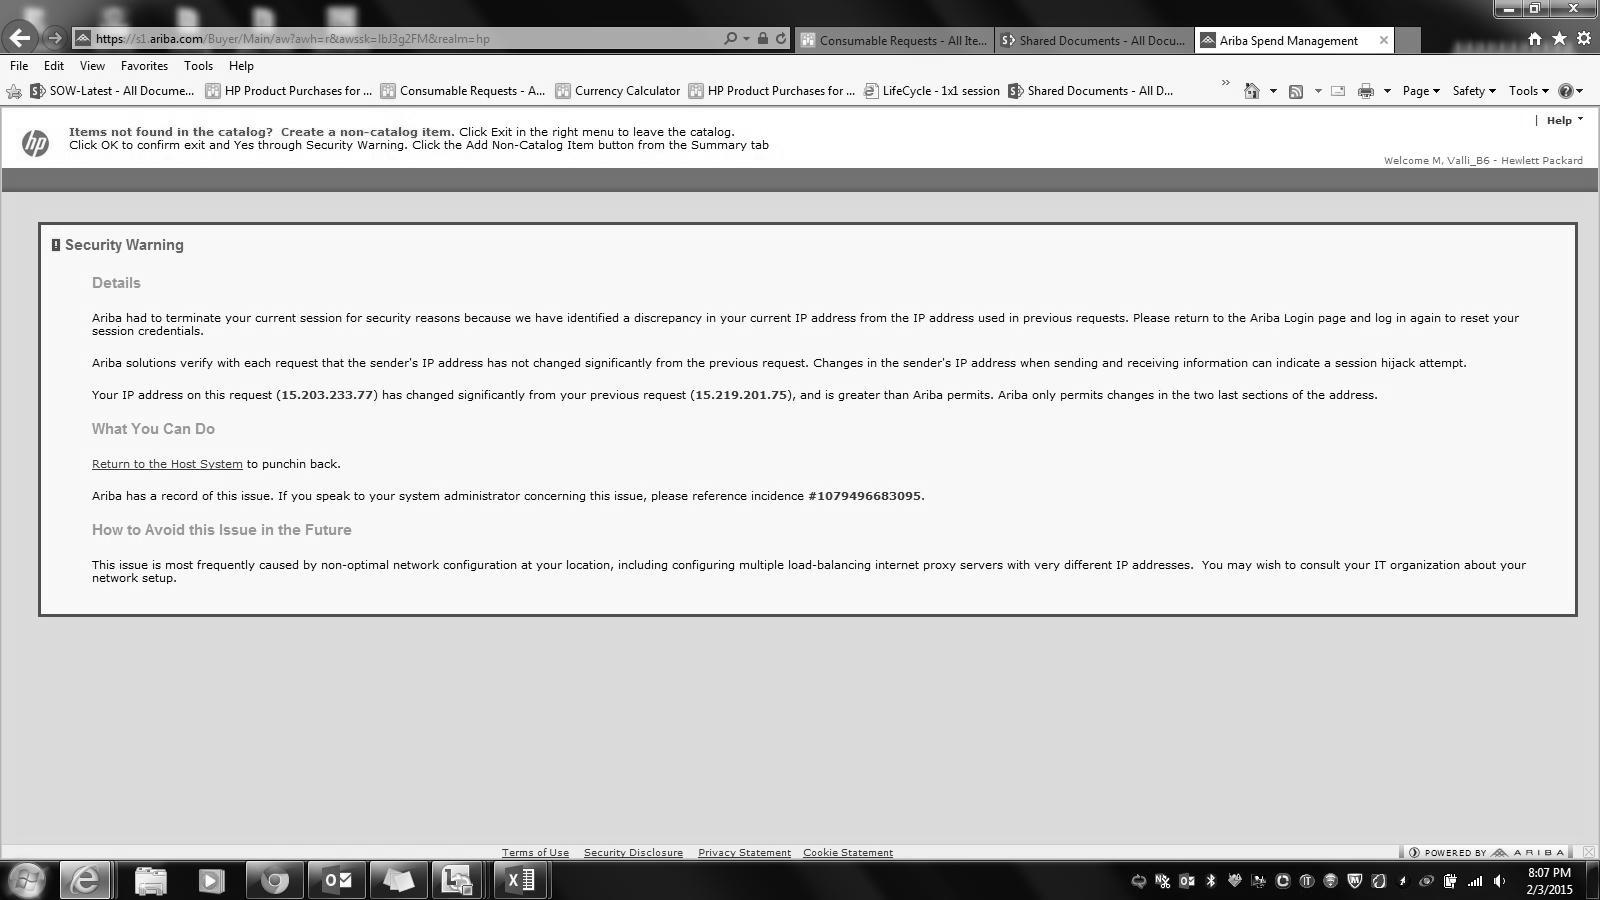 https://s1.ariba.com/Buyer/Main/aw?awh=r&awssk=IbJ3g2FM&realm=hp
Consumable Requests - All Ite...
Shared Documents - All Docu...
Ariba Spend Management
File Edit View Favorites Tools Help
SOW-Latest - All Docume... HP Product Purchases for ... Consumable Requests - A... Currency Calculator HP Product Purchases for ... LifeCycle - 1x1 session Shared Documents - All D... » Page Safety Tools
hp
Items not found in the catalog?  Create a non-catalog item. Click Exit in the right menu to leave the catalog.
Click OK to confirm exit and Yes through Security Warning. Click the Add Non-Catalog Item button from the Summary tab
| Help
Welcome M, Valli_B6 - Hewlett Packard
! Security Warning
Details
Ariba had to terminate your current session for security reasons because we have identified a discrepancy in your current IP address from the IP address used in previous requests. Please return to the Ariba Login page and log in again to reset your
session credentials.
Ariba solutions verify with each request that the sender's IP address has not changed significantly from the previous request. Changes in the sender's IP address when sending and receiving information can indicate a session hijack attempt.
Your IP address on this request (15.203.233.77) has changed significantly from your previous request (15.219.201.75), and is greater than Ariba permits. Ariba only permits changes in the two last sections of the address.
What You Can Do
Return to the Host System to punchin back.
Ariba has a record of this issue. If you speak to your system administrator concerning this issue, please reference incidence #1079496683095.
How to Avoid this Issue in the Future
This issue is most frequently caused by non-optimal network configuration at your location, including configuring multiple load-balancing internet proxy servers with very different IP addresses.  You may wish to consult your IT organization about your
network setup.
Terms of Use Security Disclosure Privacy Statement Cookie Statement
POWERED BY ARIBA
8:07 PM
2/3/2015